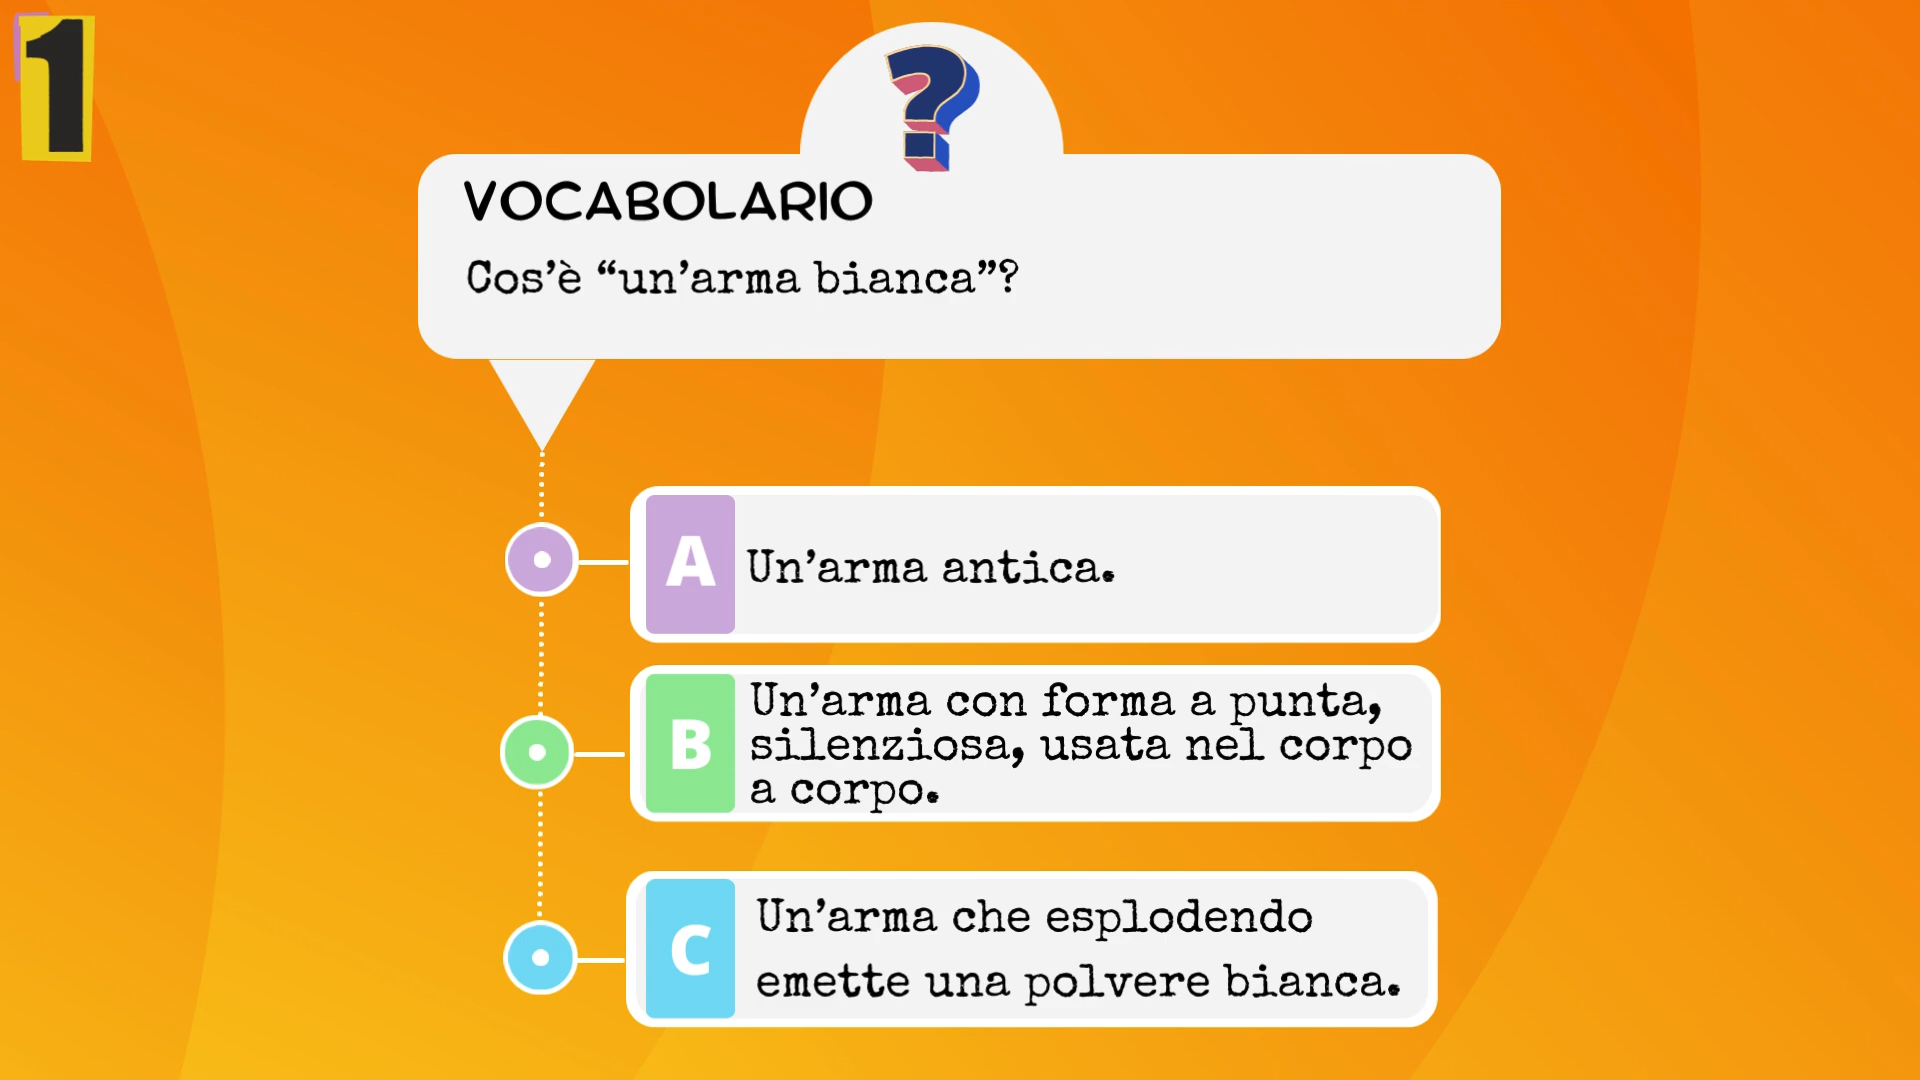 1
?
VOCABOLARIO
Cos’è “un’arma bianca”?
A
Un’arma antica.
B
Un’arma con forma a punta,
silenziosa, usata nel corpo
a corpo.
C
Un’arma che esplodendo
emette una polvere bianca.